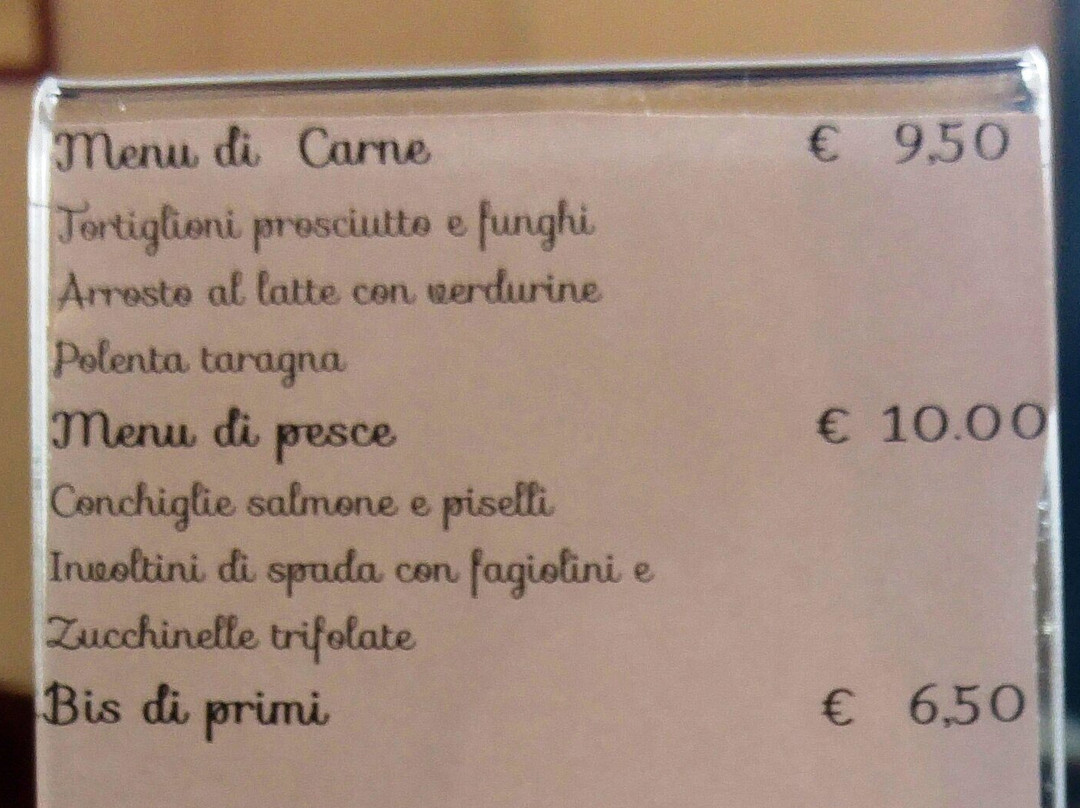 Menu di Carne € 9,50
Tortiglioni prosciutto e funghi
Arrosto al latte con verdurine
Polenta taragna
Menu di pesce € 10.00
Conchiglie salmone e piselli
Involtini di spada con fagiolini e
Zucchinelle trifolate
Bis di primi € 6,50